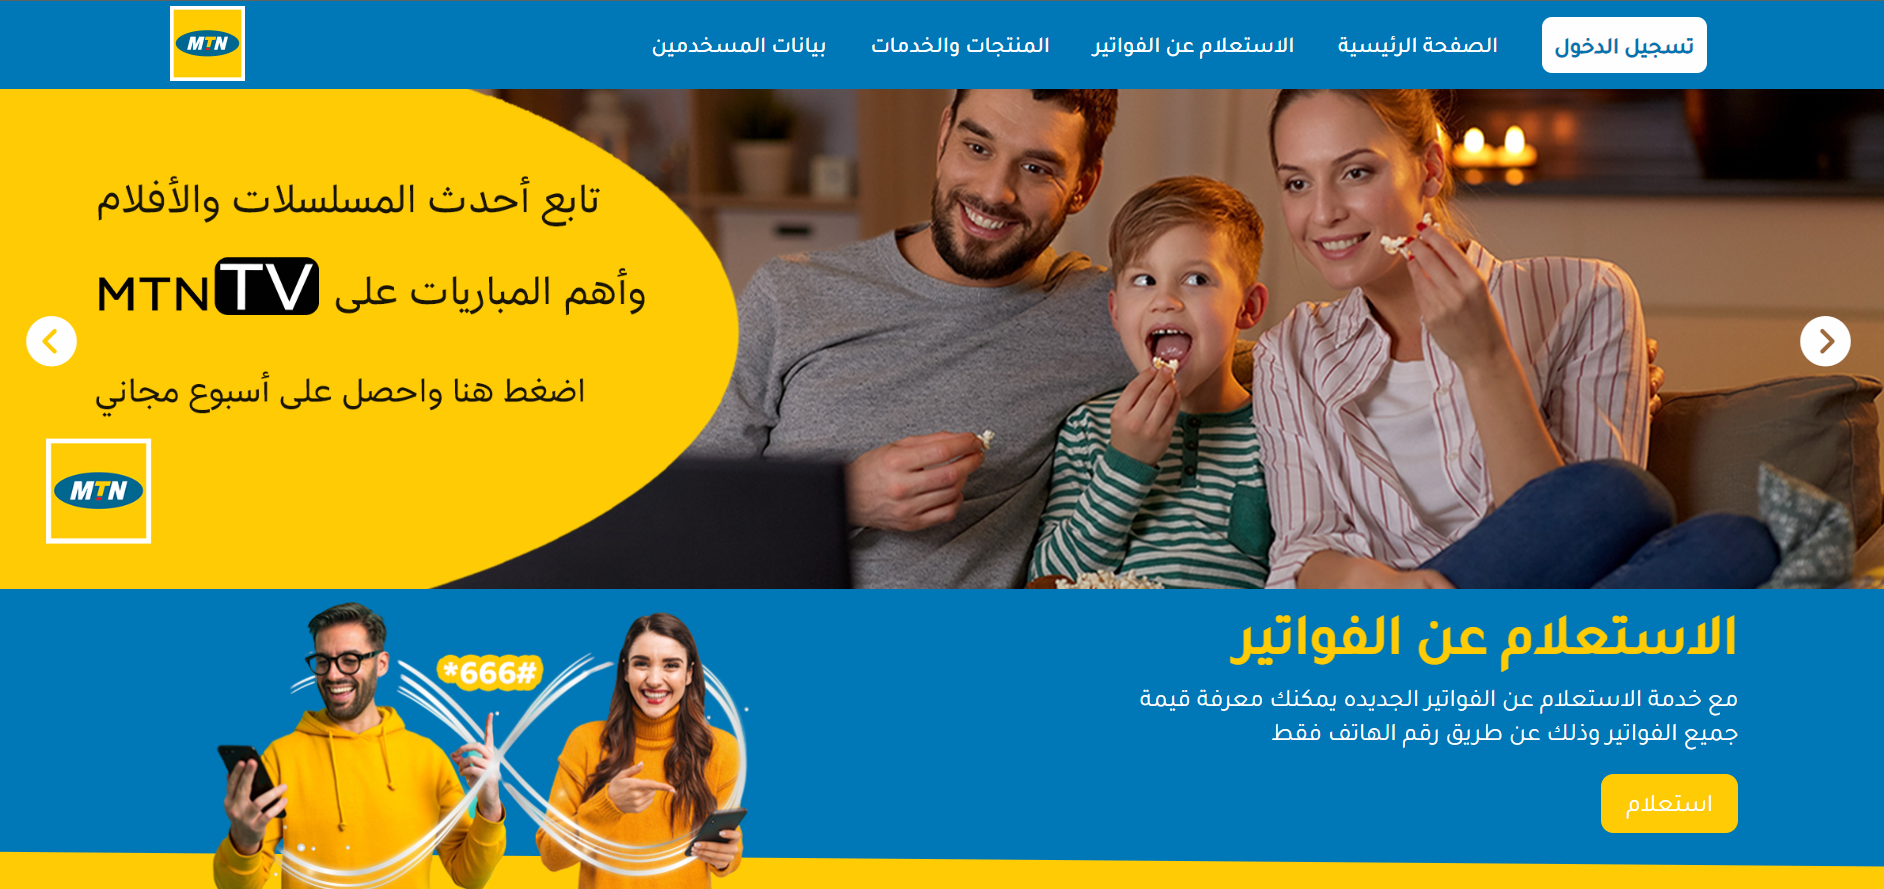 تسجيل الدخول
الصفحة الرئيسية
الاستعلام عن الفواتير
المنتجات والخدمات
بيانات المسخدمين
MTN
تابع أحدث المسلسلات والأفلام
وأهم المباريات على MTNTV
اضغط هنا واحصل على أسبوع مجاني
MTN
الاستعلام عن الفواتير
مع خدمة الاستعلام عن الفواتير الجديده يمكنك معرفة قيمة
جميع الفواتير وذلك عن طريق رقم الهاتف فقط
استعلام
*666#